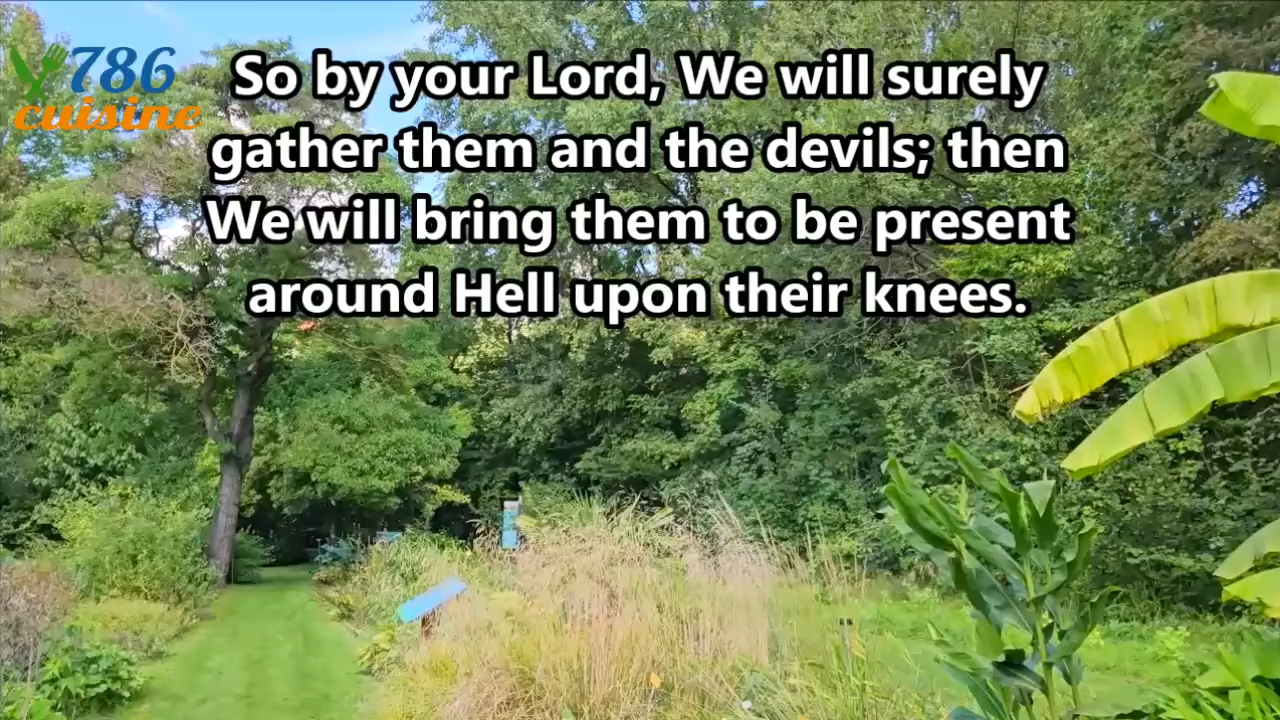 786
cuisine
So by your Lord, We will surely
gather them and the devils; then
We will bring them to be present
around Hell upon their knees.